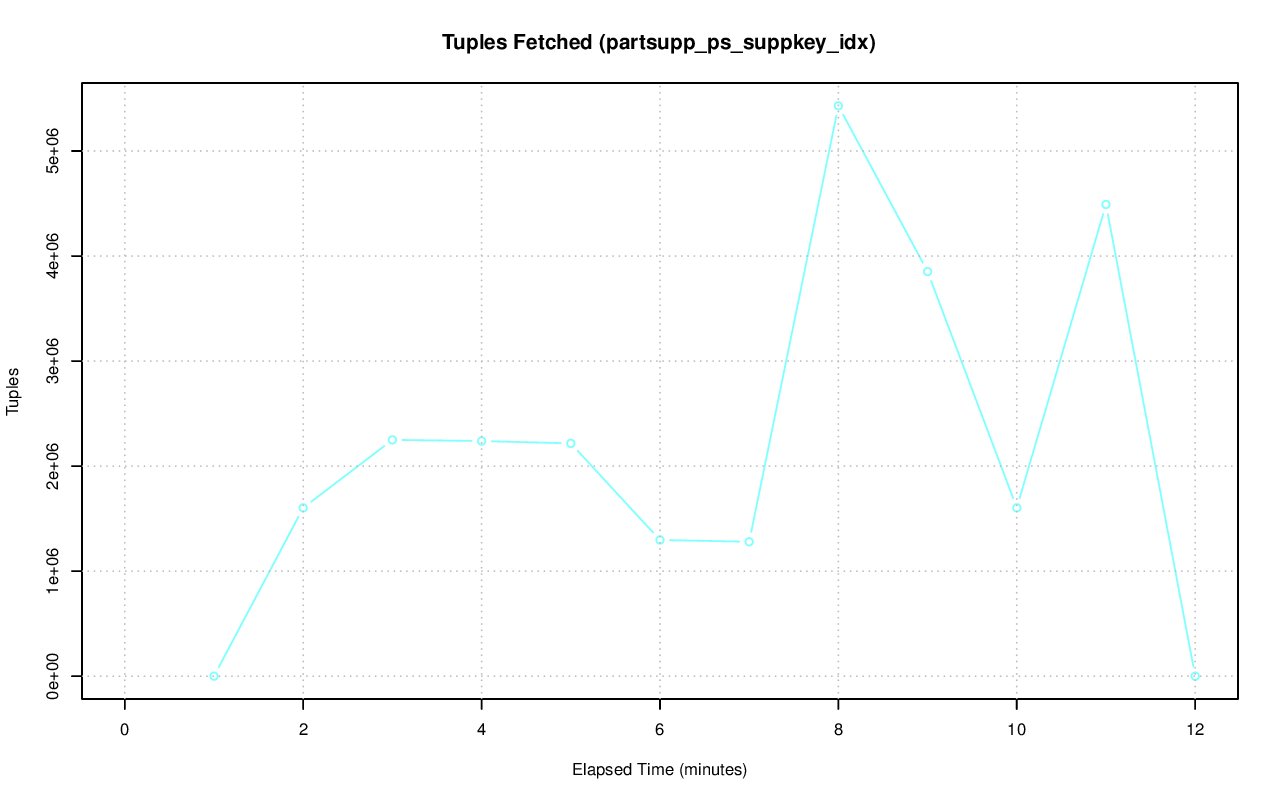 Tuples Fetched (partsupp_ps_suppkey_idx)
Tuples
5e+06
4e+06
3e+06
2e+06
1e+06
0e+00
0 2 4 6 8 10 12
Elapsed Time (minutes)